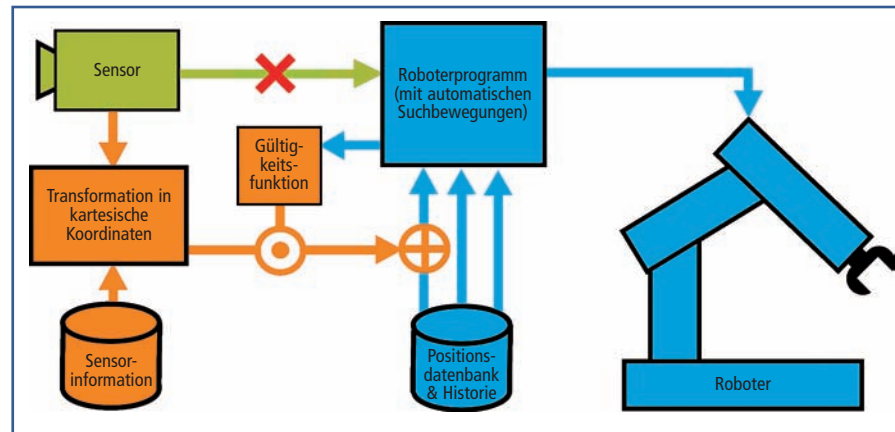 Sensor
Roboterprogramm
(mit automatischen
Suchbewegungen)
Gültig-
keits-
funktion
Transformation in
kartesische
Koordinaten
Sensor-
information
Positions-
datenbank
& Historie
Roboter